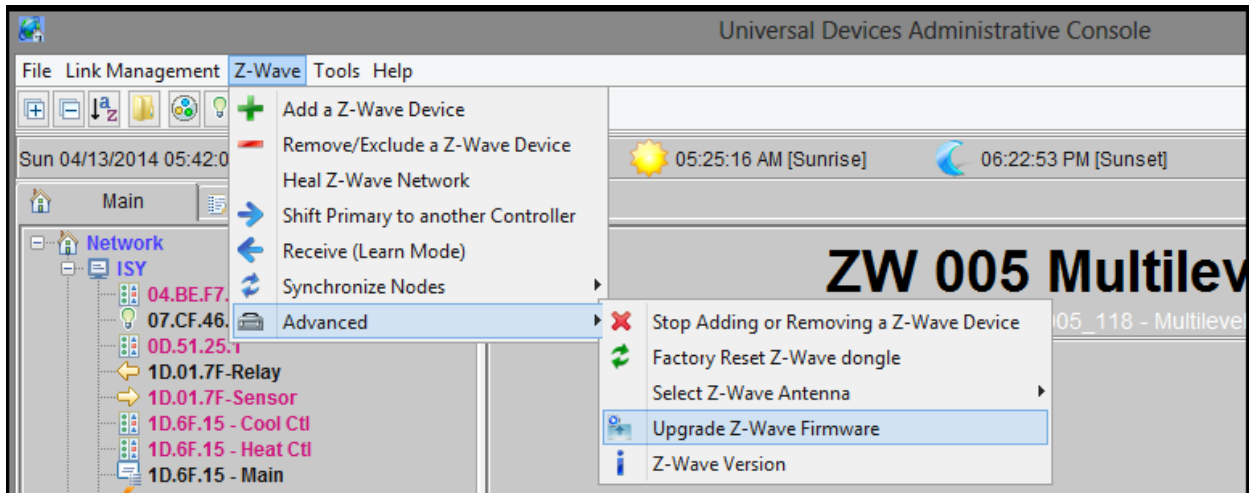 Universal Devices Administrative Console
File Link Management Z-Wave Tools Help
Sun 04/13/2014 05:42:0
05:25:16 AM [Sunrise]
06:22:53 PM [Sunset]
Main
Network
ISY
04.BE.F7.
07.CF.46.
0D.51.25.1
1D.01.7F-Relay
1D.01.7F-Sensor
1D.6F.15 - Cool Ctl
1D.6F.15 - Heat Ctl
1D.6F.15 - Main
Add a Z-Wave Device
Remove/Exclude a Z-Wave Device
Heal Z-Wave Network
Shift Primary to another Controller
Receive (Learn Mode)
Synchronize Nodes
Advanced
Stop Adding or Removing a Z-Wave Device
Factory Reset Z-Wave dongle
Select Z-Wave Antenna
Upgrade Z-Wave Firmware
Z-Wave Version
ZW 005 Multilev
05_118 - Multilevel